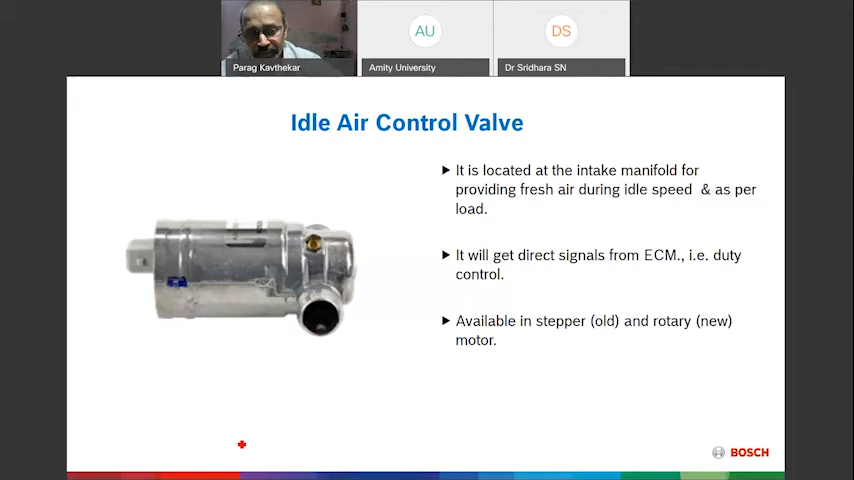 AU
DS
Parag Kavthekar
Amity University
Dr Sridhara SN
Idle Air Control Valve
It is located at the intake manifold for
providing fresh air during idle speed & as per
load.
It will get direct signals from ECM., i.e. duty
control.
Available in stepper (old) and rotary (new)
motor.
BOSCH